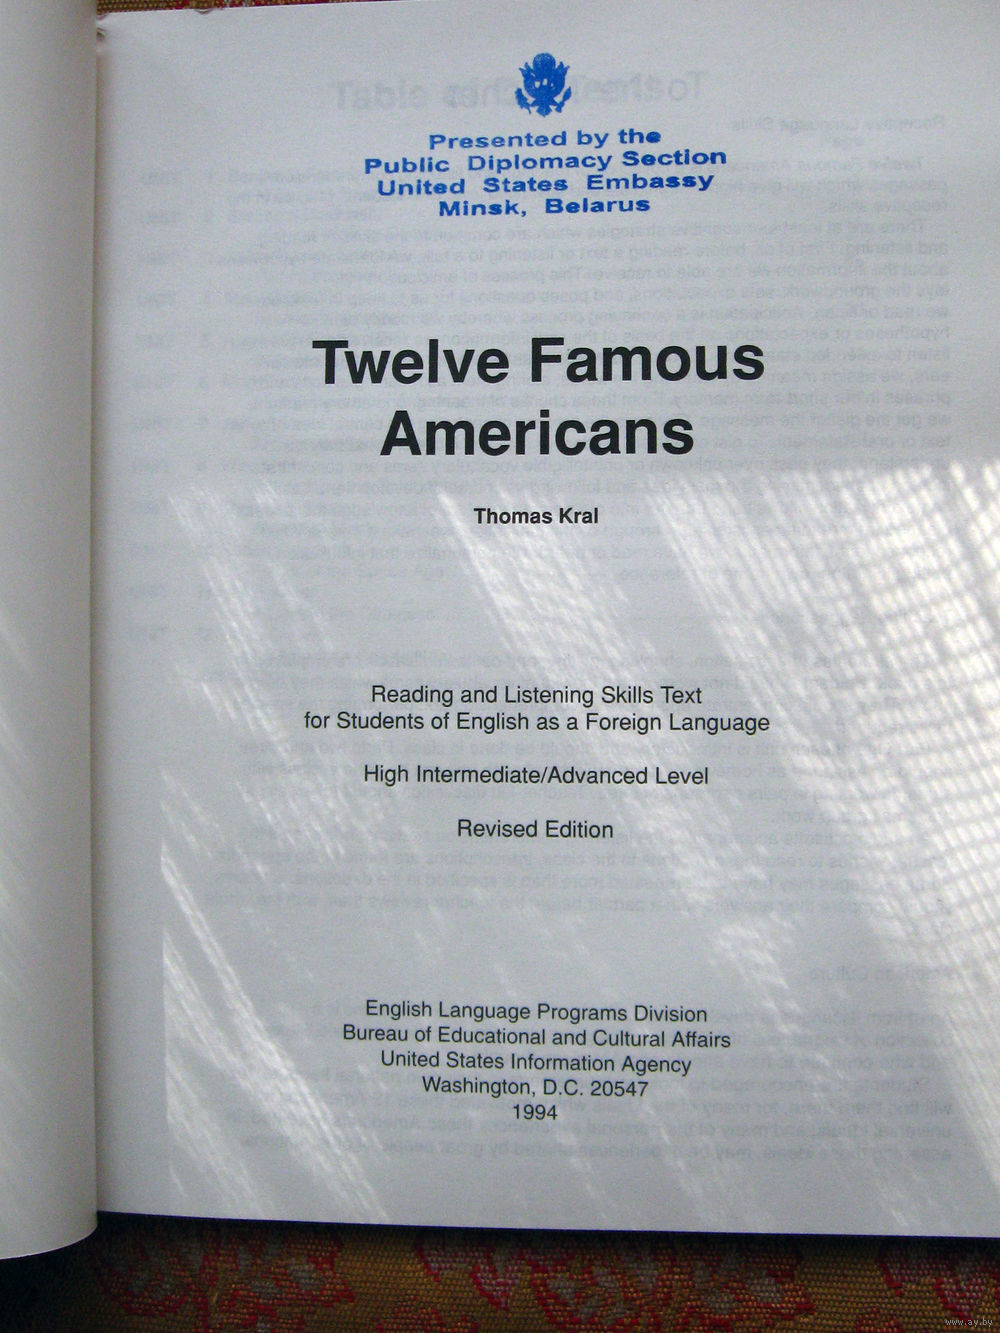 Presented by the
Public Diplomacy Section
United States Embassy
Minsk, Belarus
Twelve Famous
Americans
Thomas Kral
Reading and Listening Skills Text
for Students of English as a Foreign Language
High Intermediate/Advanced Level
Revised Edition
English Language Programs Division
Bureau of Educational and Cultural Affairs
United States Information Agency
Washington, D.C. 20547
1994
www.ay.by